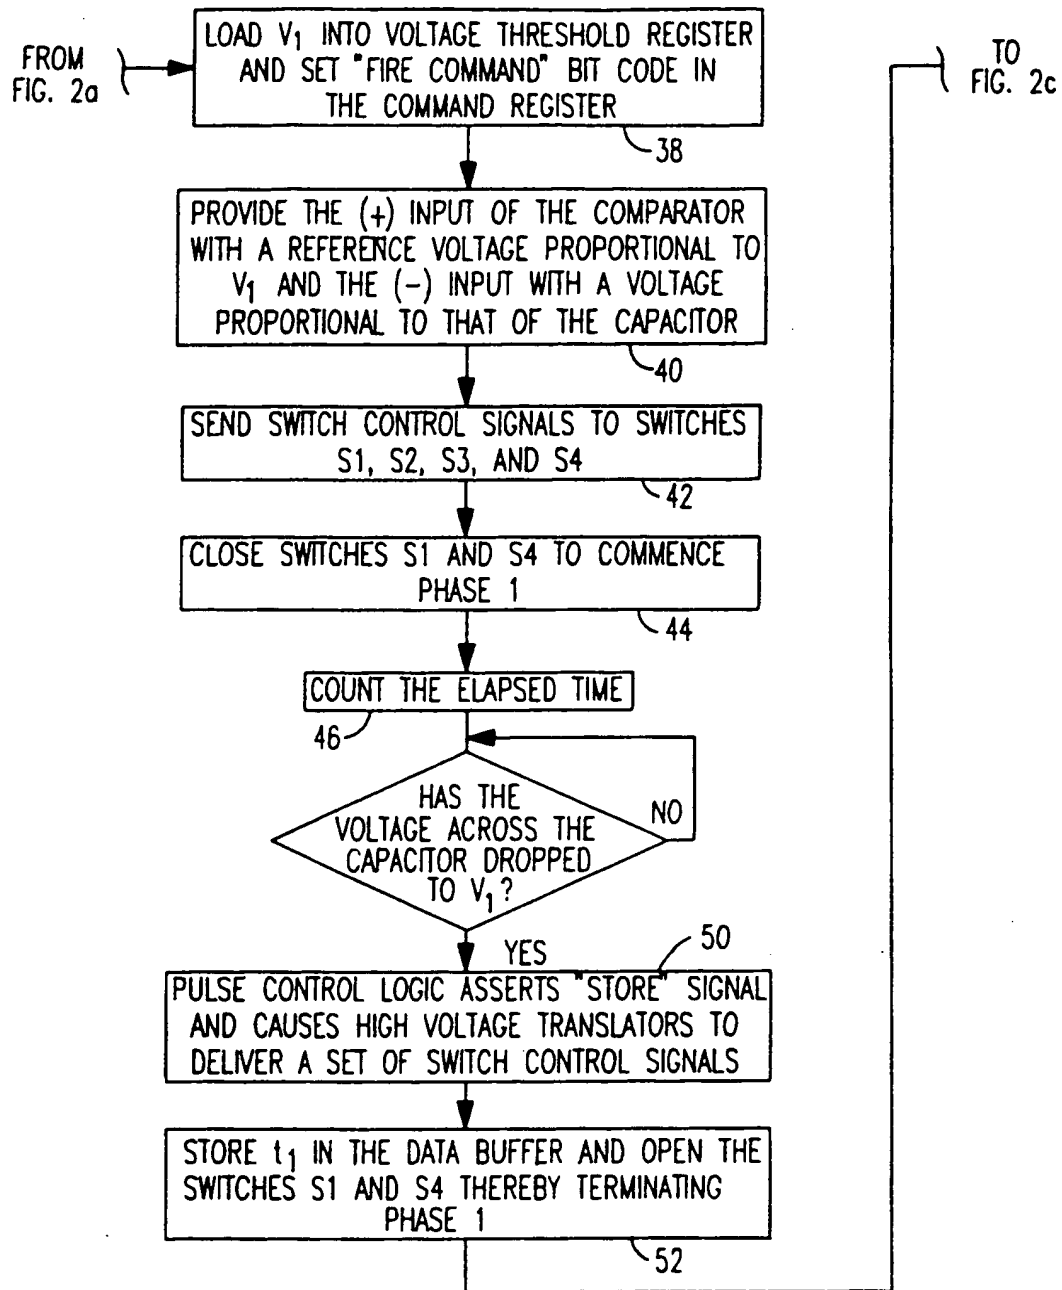 FROM
FIG. 2a
LOAD V1 INTO VOLTAGE THRESHOLD REGISTER
AND SET "FIRE COMMAND" BIT CODE IN
THE COMMAND REGISTER
38
TO
FIG. 2c
PROVIDE THE (+) INPUT OF THE COMPARATOR
WITH A REFERENCE VOLTAGE PROPORTIONAL TO
V1 AND THE (-) INPUT WITH A VOLTAGE
PROPORTIONAL TO THAT OF THE CAPACITOR
40
SEND SWITCH CONTROL SIGNALS TO SWITCHES
S1, S2, S3, AND S4
42
CLOSE SWITCHES S1 AND S4 TO COMMENCE
PHASE 1
44
COUNT THE ELAPSED TIME
46
HAS THE
VOLTAGE ACROSS THE
CAPACITOR DROPPED
TO V1?
NO
YES
50
PULSE CONTROL LOGIC ASSERTS "STORE" SIGNAL
AND CAUSES HIGH VOLTAGE TRANSLATORS TO
DELIVER A SET OF SWITCH CONTROL SIGNALS
STORE t1 IN THE DATA BUFFER AND OPEN THE
SWITCHES S1 AND S4 THEREBY TERMINATING
PHASE 1
52